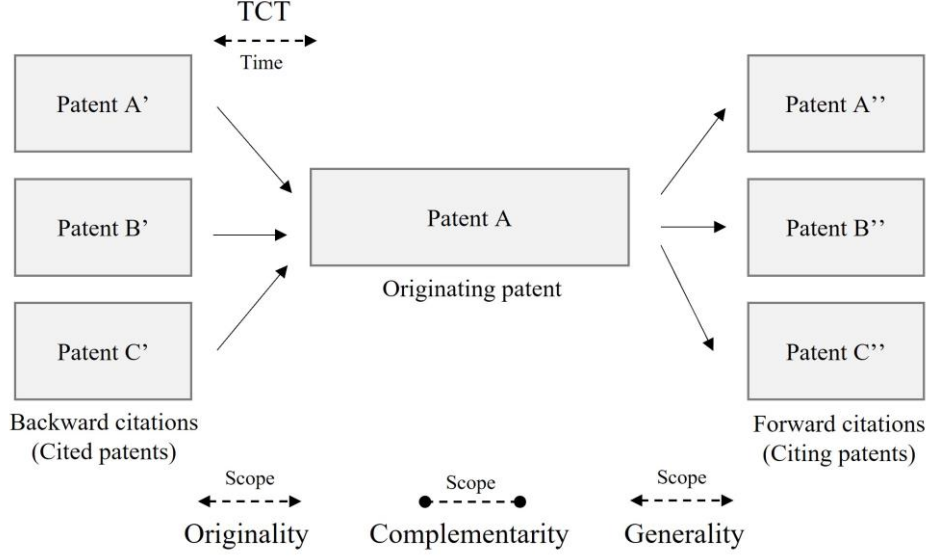 TCT
Time
Patent A’
Patent A’’
Patent B’
Patent A
Patent B’’
Originating patent
Patent C’
Patent C’’
Backward citations
(Cited patents)
Forward citations
(Citing patents)
Scope
Scope
Scope
Originality
Complementarity
Generality